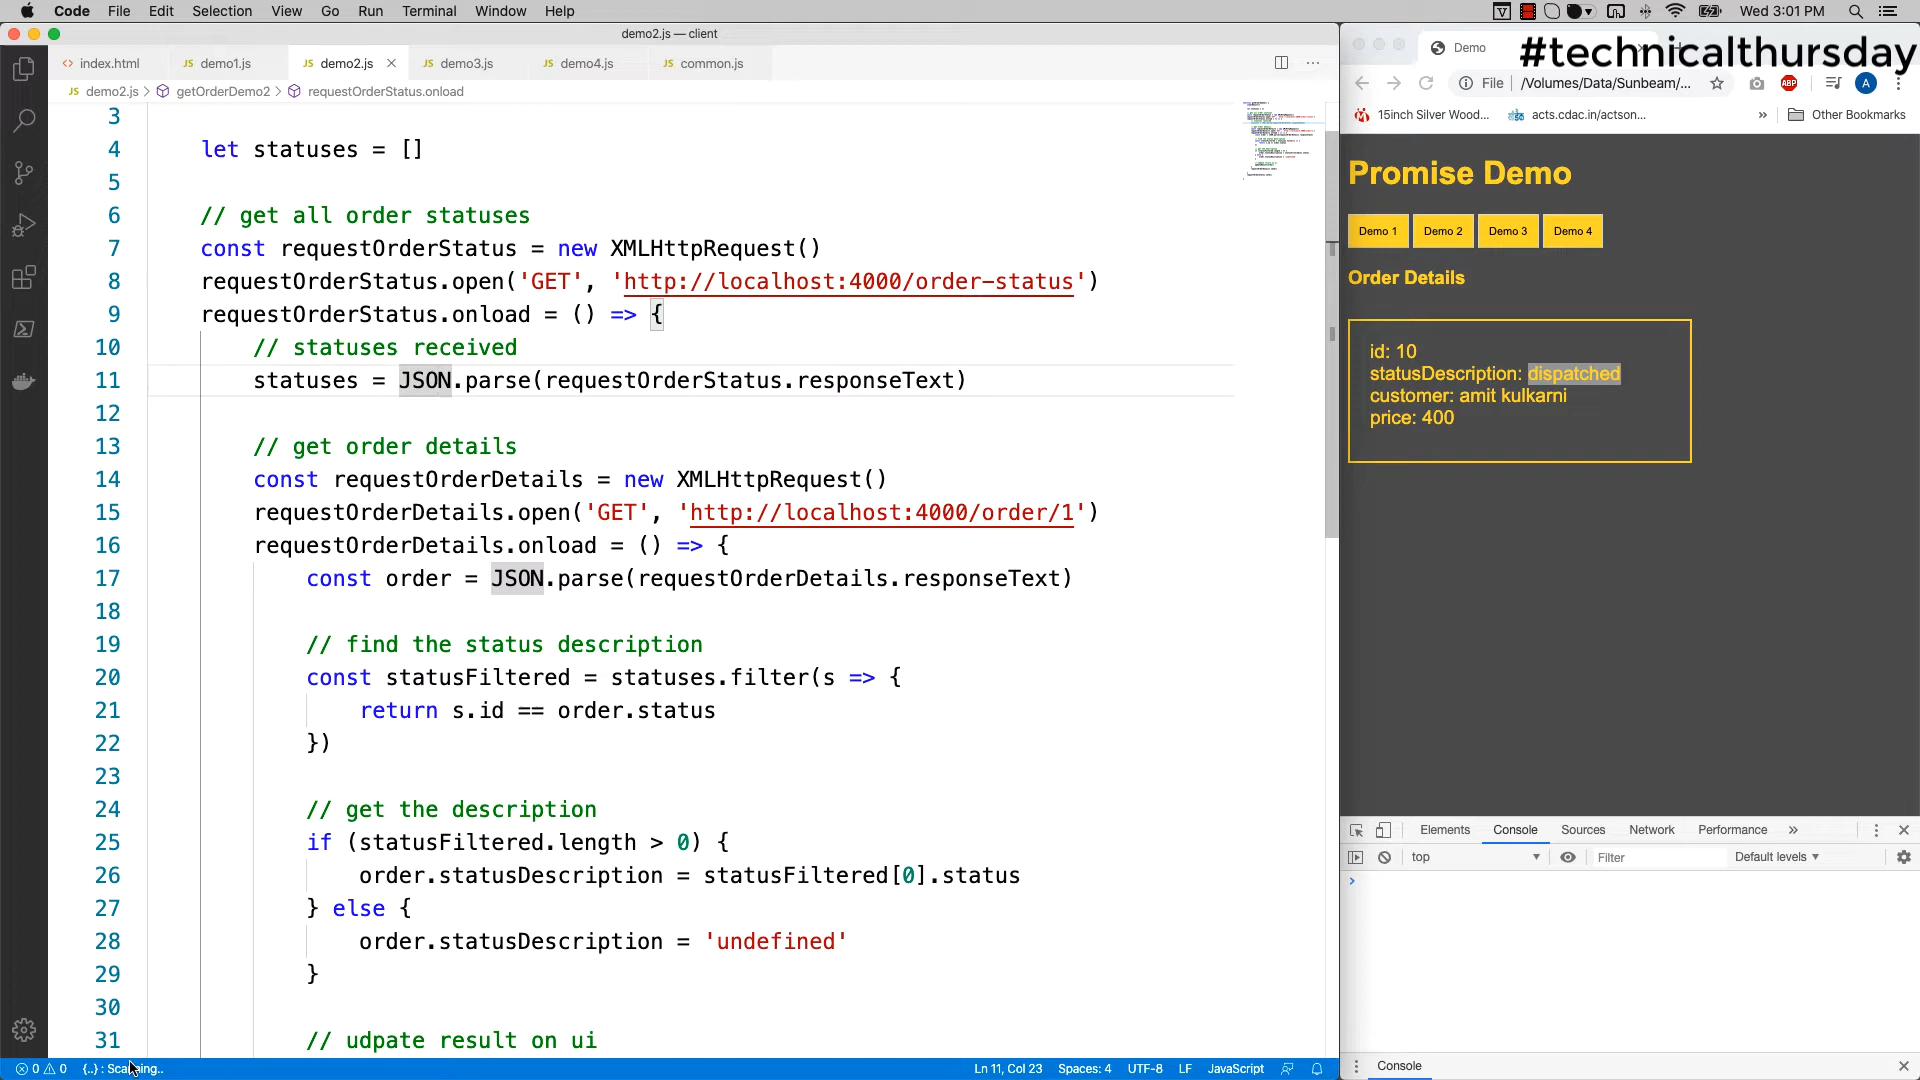 Code File Edit Selection View Go Run Terminal Window Help
Wed 3:01 PM
demo2.js — client
index.html
JS demo1.js
JS demo2.js
JS demo3.js
JS demo4.js
JS common.js
JS demo2.js > getOrderDemo2 > requestOrderStatus.onload
3
4 let statuses = []
5
6 // get all order statuses
7 const requestOrderStatus = new XMLHttpRequest()
8 requestOrderStatus.open('GET', 'http://localhost:4000/order-status')
9 requestOrderStatus.onload = () => {
10 // statuses received
11 statuses = JSON.parse(requestOrderStatus.responseText)
12
13 // get order details
14 const requestOrderDetails = new XMLHttpRequest()
15 requestOrderDetails.open('GET', 'http://localhost:4000/order/1')
16 requestOrderDetails.onload = () => {
17 const order = JSON.parse(requestOrderDetails.responseText)
18
19 // find the status description
20 const statusFiltered = statuses.filter(s => {
21 return s.id == order.status
22 })
23
24 // get the description
25 if (statusFiltered.length > 0) {
26 order.statusDescription = statusFiltered[0].status
27 } else {
28 order.statusDescription = 'undefined'
29 }
30
31 // udpate result on ui
0 0 {..} :
Ln 11, Col 23 Spaces: 4 UTF-8 LF JavaScript
Demo
#technicalthursday
File /Volumes/Data/Sunbeam/...
ABP
A
15inch Silver Wood... acts.cdac.in/actson... » Other Bookmarks
Promise Demo
Demo 1 Demo 2 Demo 3 Demo 4
Order Details
id: 10
statusDescription: dispatched
customer: amit kulkarni
price: 400
Elements Console Sources Network Performance »
top Filter Default levels
Console